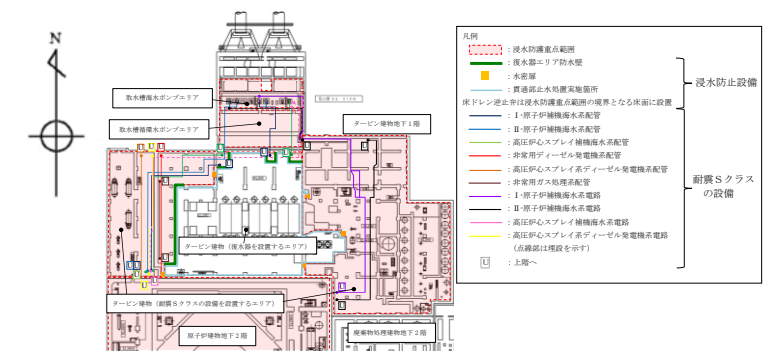 N
取水槽海水ポンプエリア
取水槽循環水ポンプエリア
タービン建物地下1階
タービン建物（復水器を設置するエリア）
タービン建物（耐震Sクラスの設備を設置するエリア）
原子炉建物地下2階
廃棄物処理建物地下2階
U
凡例
：浸水防護重点範囲
：復水器エリア防水壁
：水密扉
：貫通部止水処置実施箇所
床ドレン逆止弁は浸水防護重点範囲の境界となる床面に設置
：Ⅰ-原子炉補機海水系配管
：Ⅱ-原子炉補機海水系配管
：高圧炉心スプレイ補機海水系配管
：非常用ディーゼル発電機系配管
：高圧炉心スプレイ系ディーゼル発電機系配管
：非常用ガス処理系配管
：Ⅰ-原子炉補機海水系電路
：Ⅱ-原子炉補機海水系電路
：高圧炉心スプレイ補機海水系電路
：高圧炉心スプレイ系ディーゼル発電機系電路
（点線部は埋設を示す）
U：上階へ
浸水防止設備
耐震Sクラス
の設備